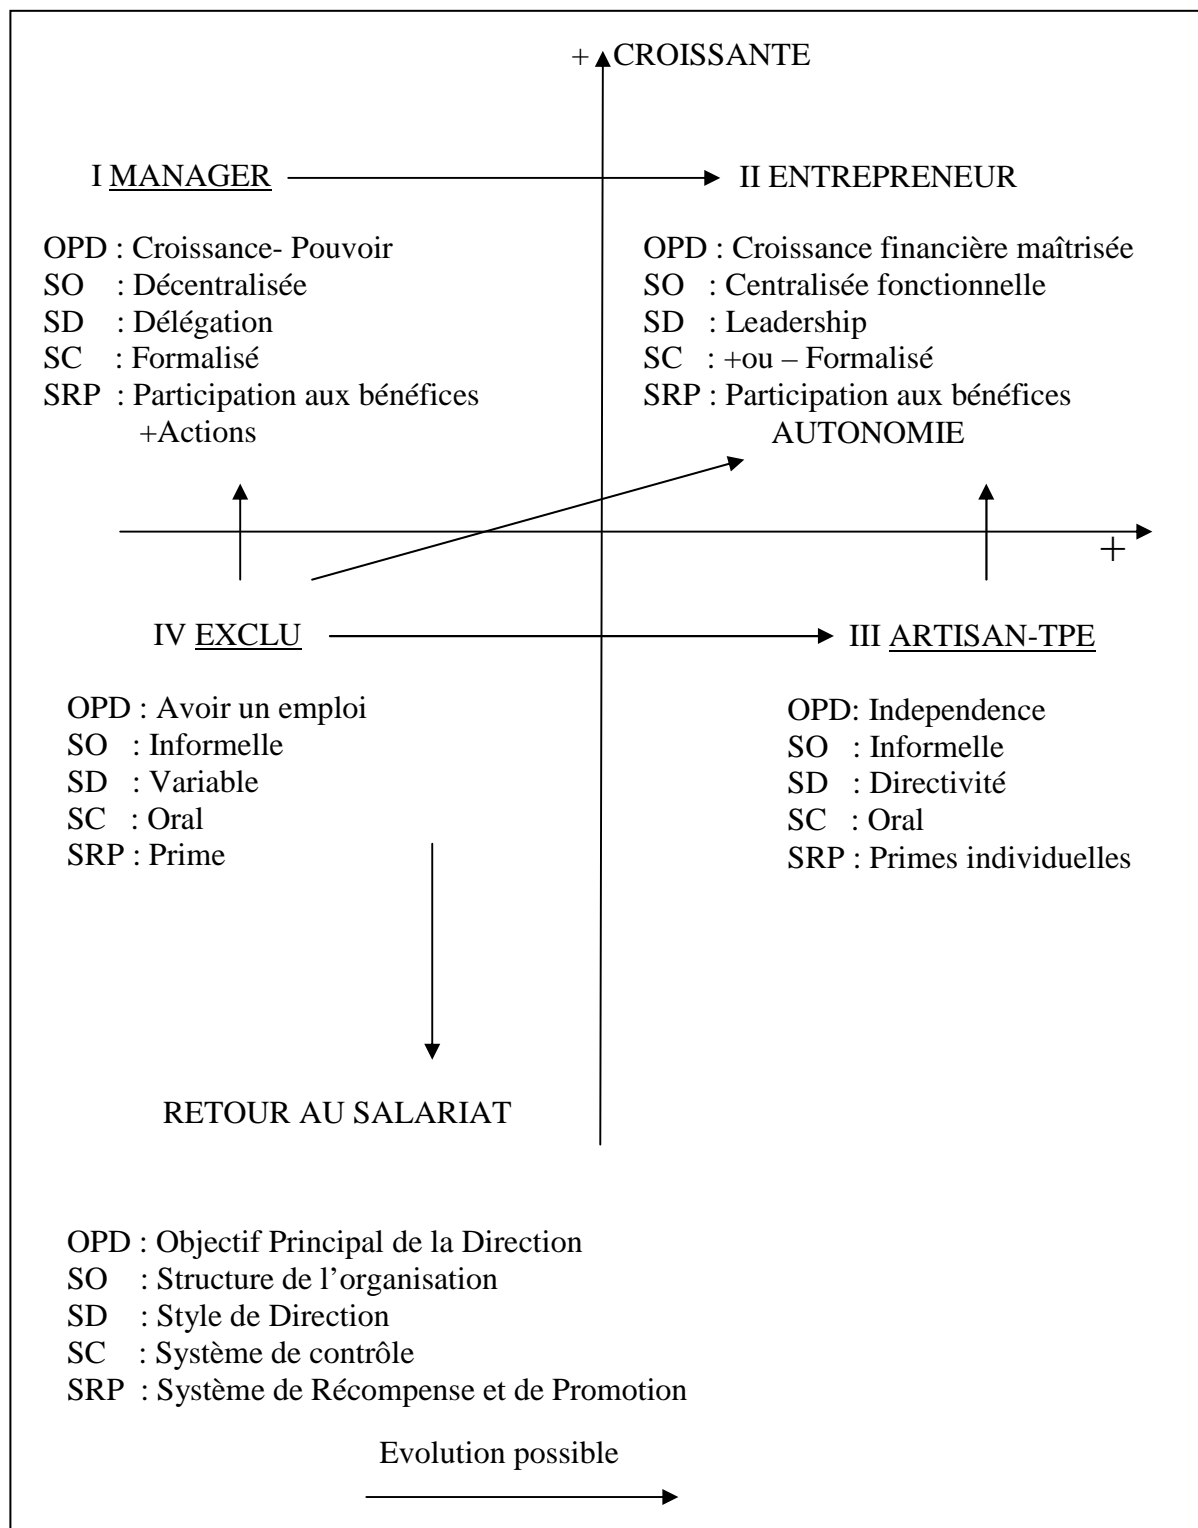 + CROISSANTE
I MANAGER
II ENTREPRENEUR
OPD : Croissance- Pouvoir
SO : Décentralisée
SD : Délégation
SC : Formalisé
SRP : Participation aux bénéfices
+Actions
OPD : Croissance financière maîtrisée
SO : Centralisée fonctionnelle
SD : Leadership
SC : +ou – Formalisé
SRP : Participation aux bénéfices
AUTONOMIE
+
IV EXCLU
III ARTISAN-TPE
OPD : Avoir un emploi
SO : Informelle
SD : Variable
SC : Oral
SRP : Prime
OPD: Independence
SO : Informelle
SD : Directivité
SC : Oral
SRP : Primes individuelles
RETOUR AU SALARIAT
OPD : Objectif Principal de la Direction
SO : Structure de l’organisation
SD : Style de Direction
SC : Système de contrôle
SRP : Système de Récompense et de Promotion
Evolution possible